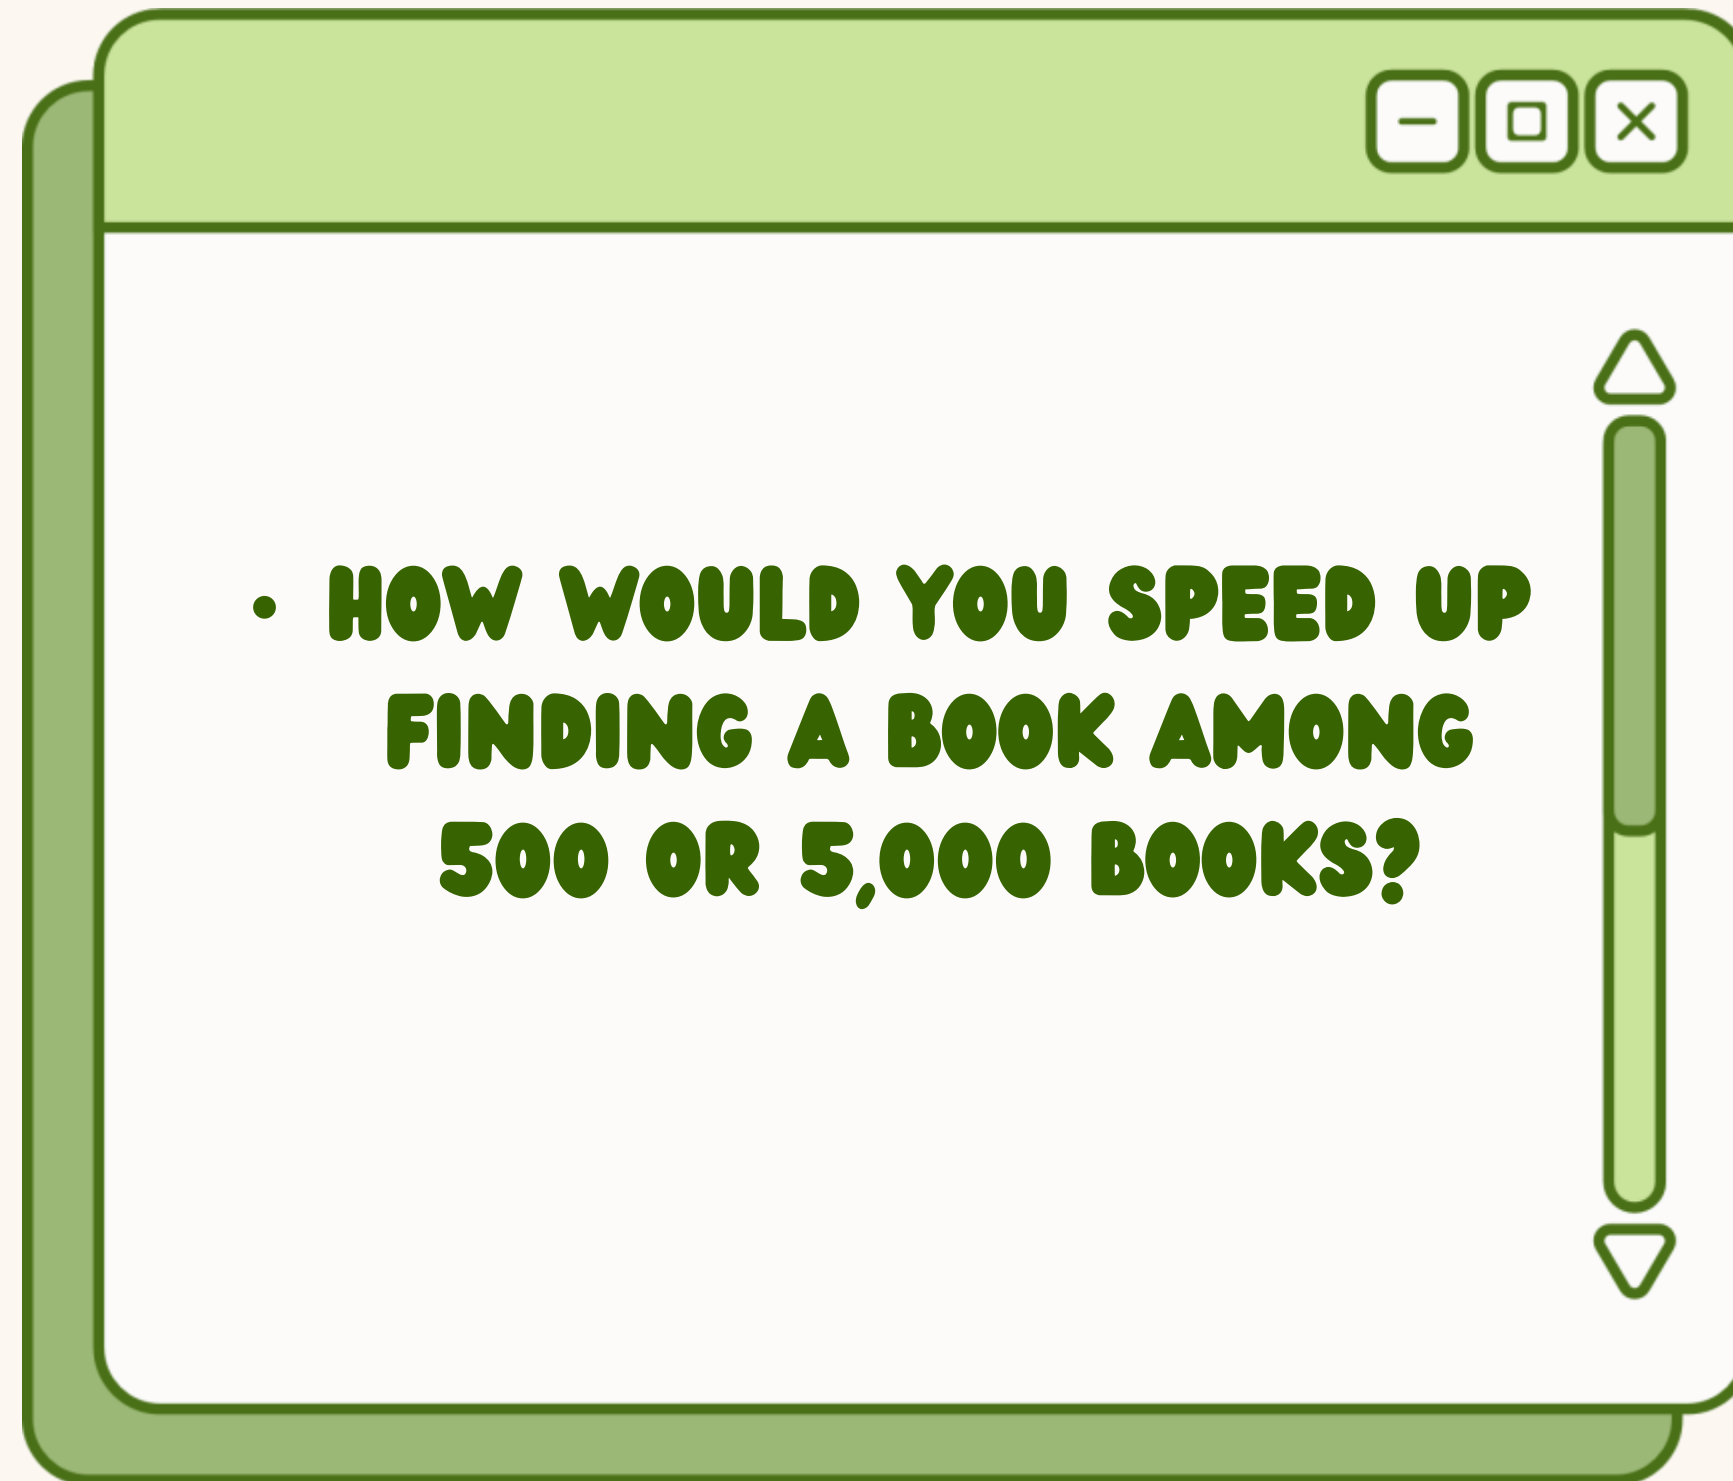 • HOW WOULD YOU SPEED UP
FINDING A BOOK AMONG
500 OR 5,000 BOOKS?